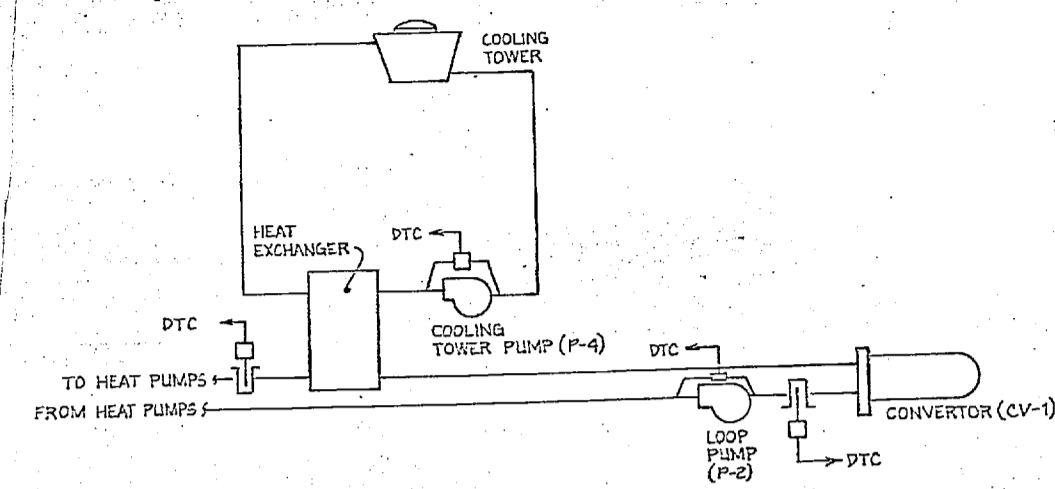 COOLING
TOWER
HEAT
EXCHANGER
DTC
DTC
COOLING
TOWER PUMP (P-4)
DTC
TO HEAT PUMPS
FROM HEAT PUMPS
CONVERTOR (CV-1)
LOOP
PUMP
(P-2)
DTC